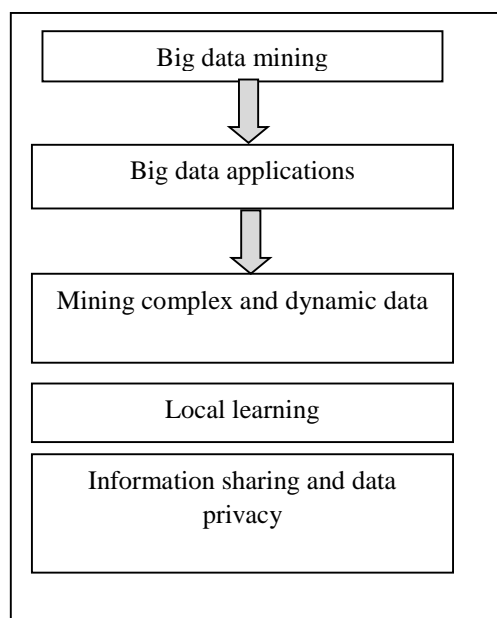 Big data mining
Big data applications
Mining complex and dynamic data
Local learning
Information sharing and data
privacy